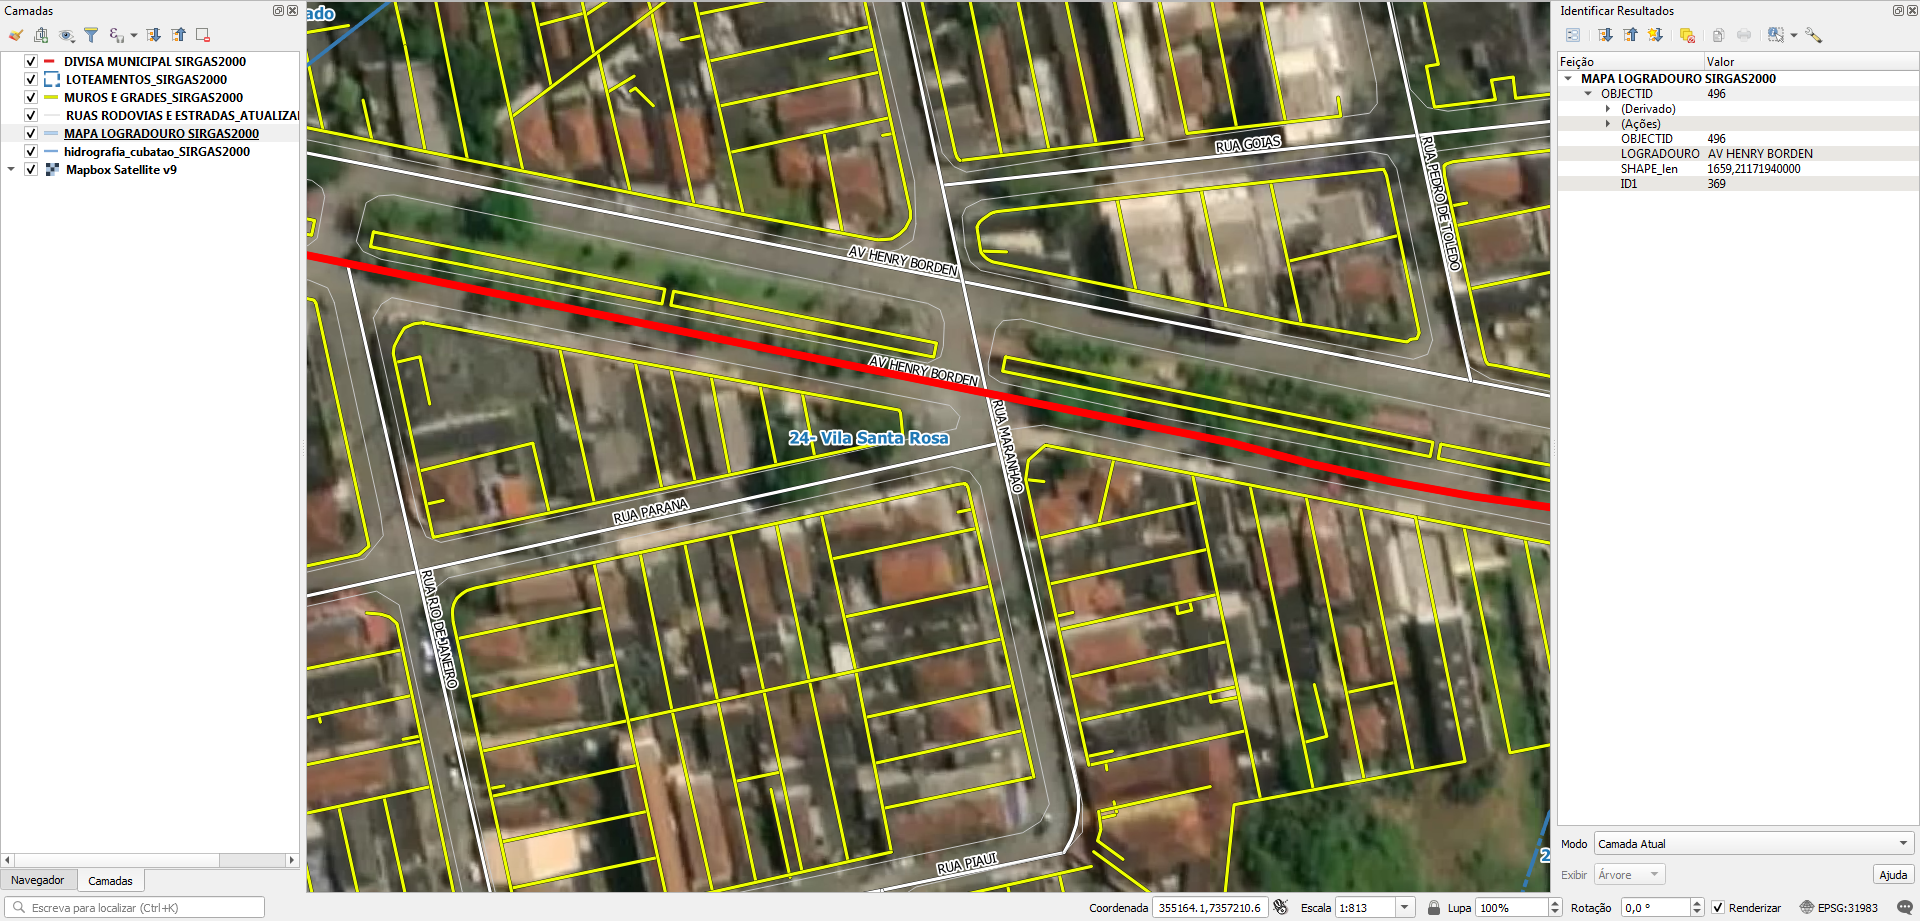 Camadas
DIVISA MUNICIPAL SIRGAS2000
LOTEAMENTOS_SIRGAS2000
MUROS E GRADES_SIRGAS2000
RUAS RODOVIAS E ESTRADAS_ATUALIZA
MAPA LOGRADOURO SIRGAS2000
hidrografia_cubatao_SIRGAS2000
Mapbox Satellite v9
Navegador
Camadas
Escreva para localizar (Ctrl+K)
ado
RUA GOIAS
RUA PEDRO DE TOLEDO
AV HENRY BORDEN
AV HENRY BORDEN
24- Vila Santa Rosa
RUA MARANHAO
RUA PARANA
RUA RIO DE JANEIRO
RUA PIAUI
2
Identificar Resultados
Feição Valor
MAPA LOGRADOURO SIRGAS2000
OBJECTID 496
(Derivado)
(Ações)
OBJECTID 496
LOGRADOURO AV HENRY BORDEN
SHAPE_len 1659,21171940000
ID1 369
Modo Camada Atual
Exibir Árvore Ajuda
Coordenada 355164.1,7357210.6 Escala 1:813 Lupa 100% Rotação 0,0 ° Renderizar EPSG:31983